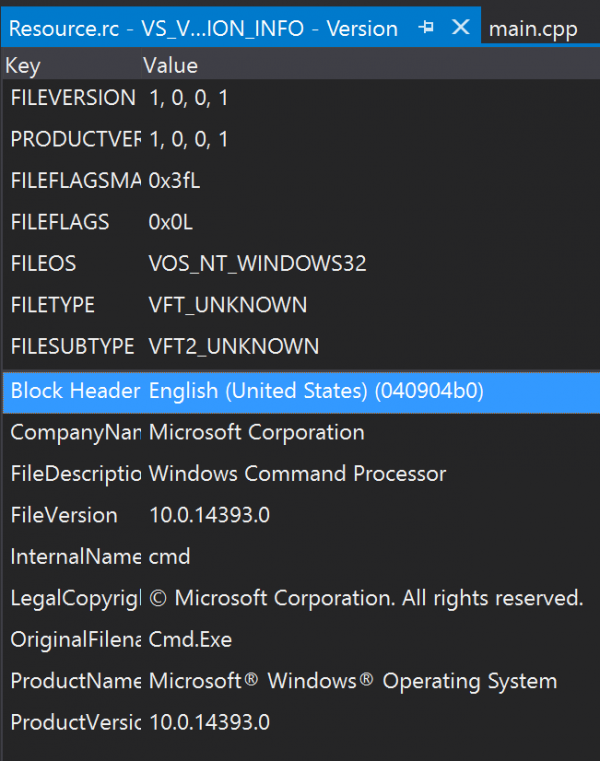 Resource.rc - VS_V...ION_INFO - Version main.cpp
Key Value
FILEVERSION 1, 0, 0, 1
PRODUCTVER 1, 0, 0, 1
FILEFLAGSMA 0x3fL
FILEFLAGS 0x0L
FILEOS VOS_NT_WINDOWS32
FILETYPE VFT_UNKNOWN
FILESUBTYPE VFT2_UNKNOWN
Block Header English (United States) (040904b0)
CompanyNam Microsoft Corporation
FileDescriptio Windows Command Processor
FileVersion 10.0.14393.0
InternalName cmd
LegalCopyrigl © Microsoft Corporation. All rights reserved.
OriginalFilena Cmd.Exe
ProductName Microsoft® Windows® Operating System
ProductVersic 10.0.14393.0